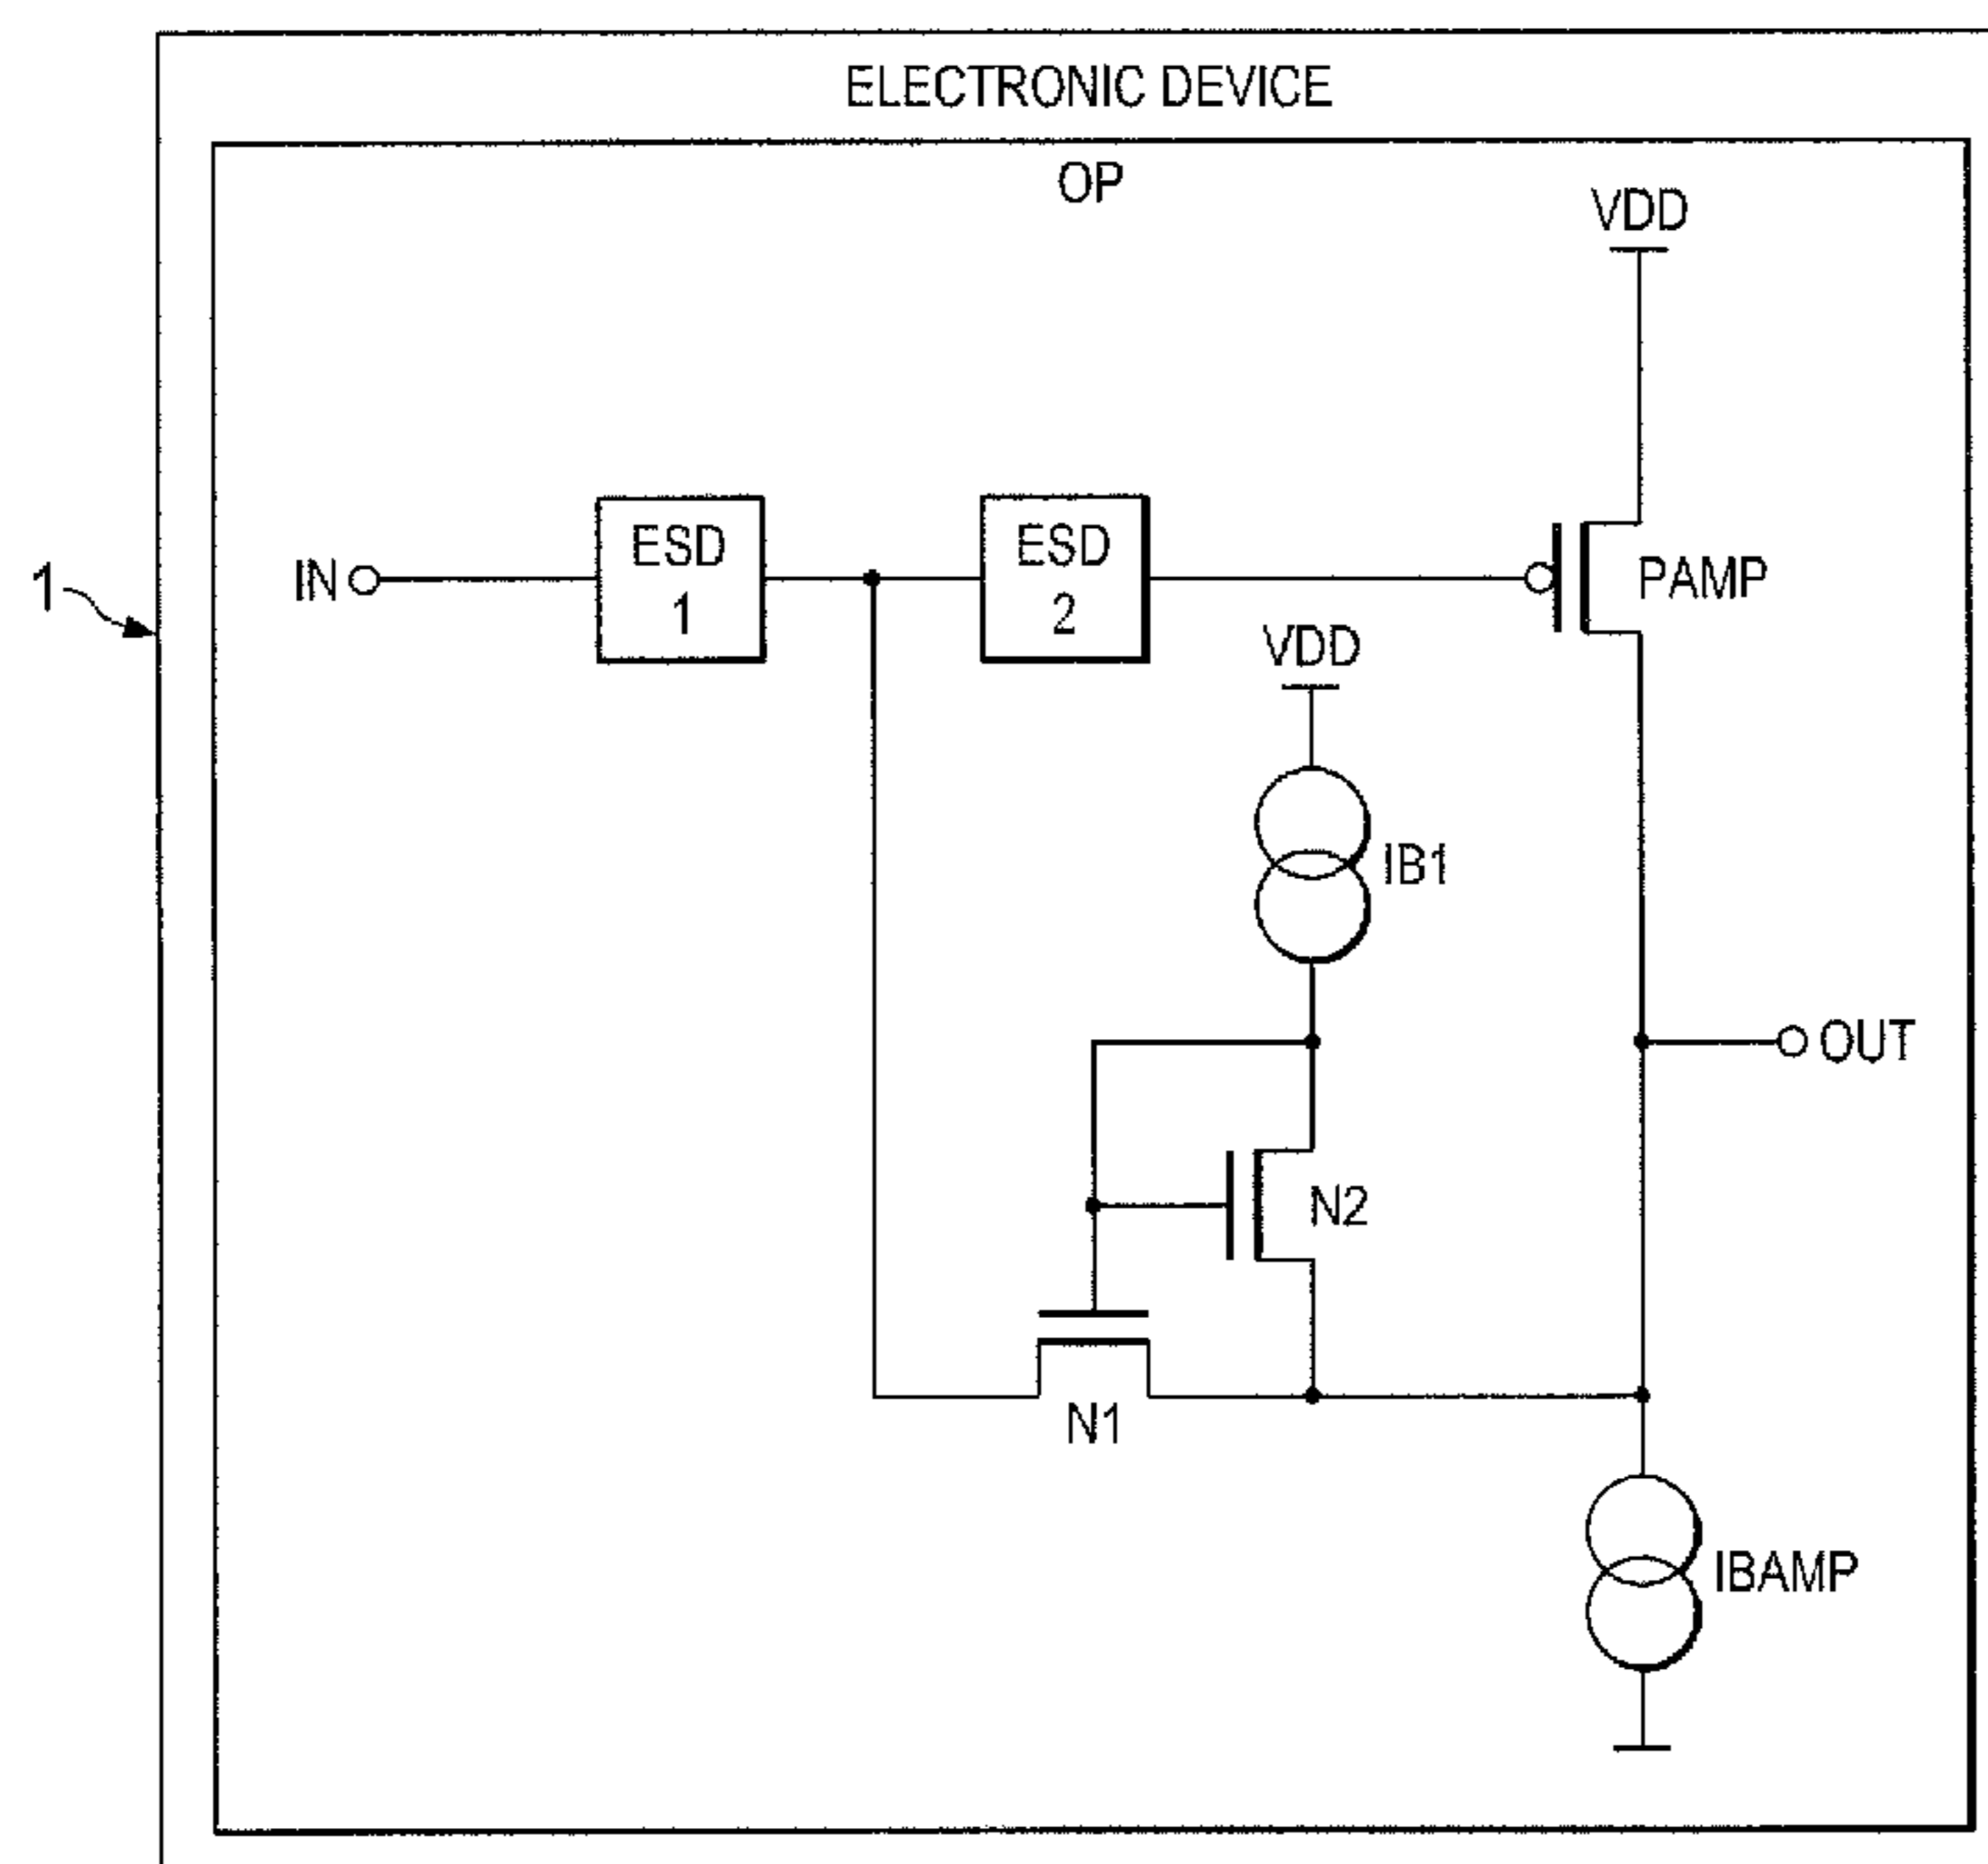 ELECTRONIC DEVICE
OP
VDD
IN
ESD
1
ESD
2
PAMP
1
VDD
IB1
OUT
N2
N1
IBAMP